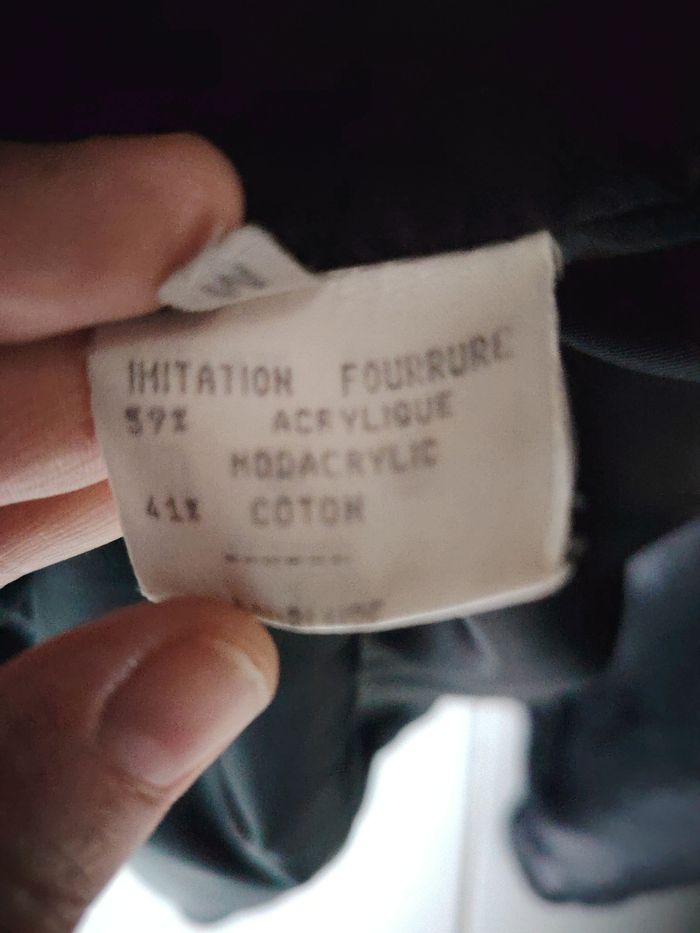 M
IMITATION FOURRURE
59% ACRYLIQUE
MODACRYLIC
41% COTON
-------